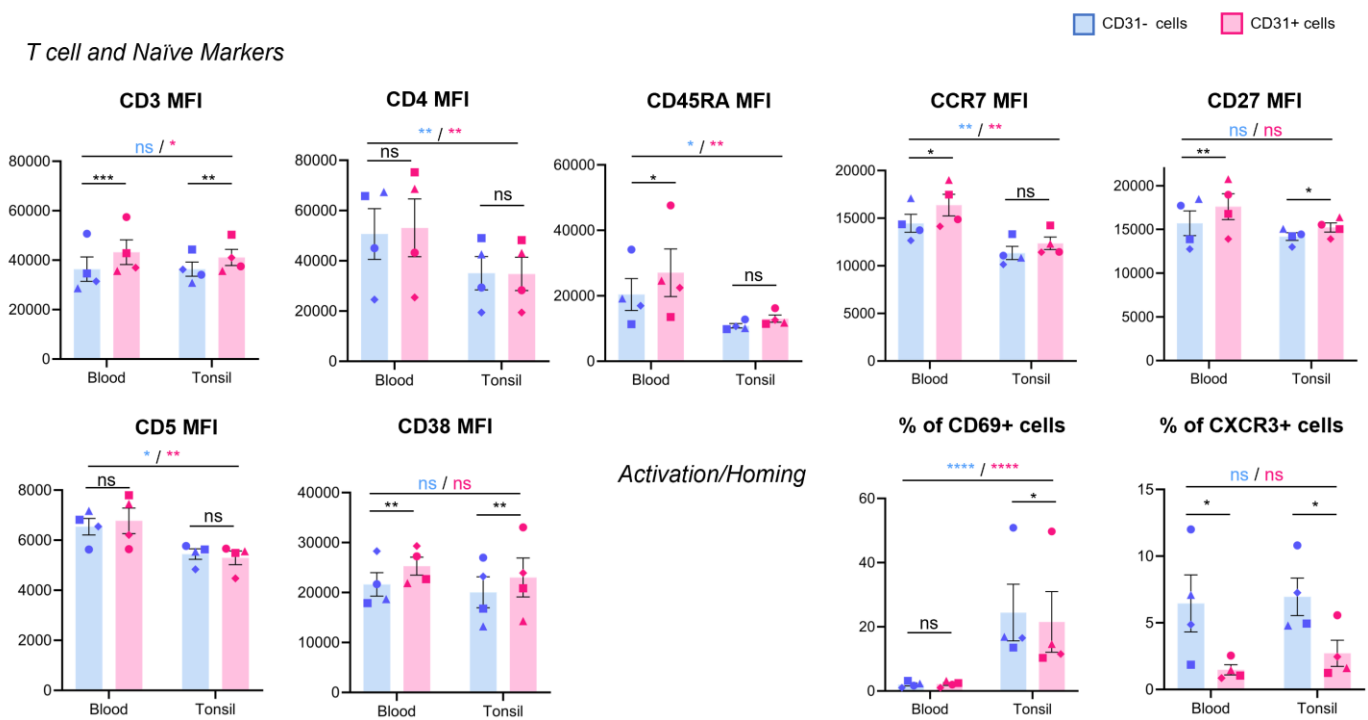 CD31- cells CD31+ cells
T cell and Naïve Markers
CD3 MFI
ns / *
*** **
80000
60000
40000
20000
0
Blood Tonsil
CD4 MFI
** / **
ns ns
80000
60000
40000
20000
0
Blood Tonsil
CD45RA MFI
* / **
* ns
60000
40000
20000
0
Blood Tonsil
CCR7 MFI
** / **
* ns
20000
15000
10000
5000
0
Blood Tonsil
CD27 MFI
ns / ns
** *
20000
15000
15000
5000
0
Blood Tonsil
CD5 MFI
* / **
ns ns
8000
6000
4000
2000
0
Blood Tonsil
CD38 MFI
ns / ns
** **
40000
30000
20000
10000
0
Blood Tonsil
Activation/Homing
% of CD69+ cells
**** / ****
ns *
60
40
20
0
Blood Tonsil
% of CXCR3+ cells
ns / ns
* *
15
10
5
0
Blood Tonsil